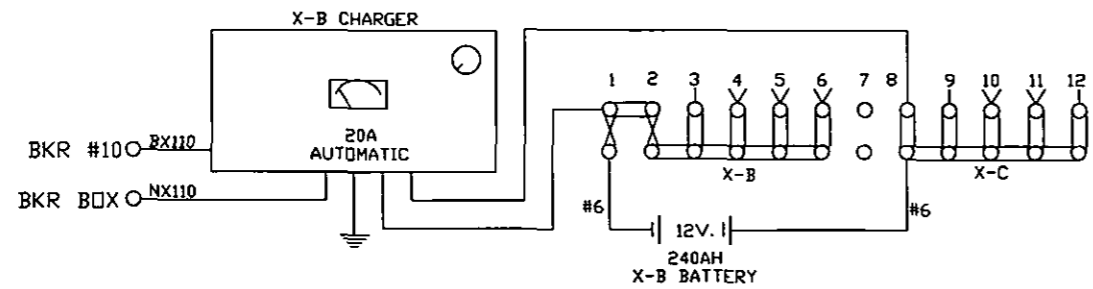 X-B CHARGER
1 2 3 4 5 6 7 8 9 10 11 12
20A
AUTOMATIC
BKR #10 BX110
BKR BOX NX110
X-B
X-C
#6
12V.
#6
240AH
X-B BATTERY